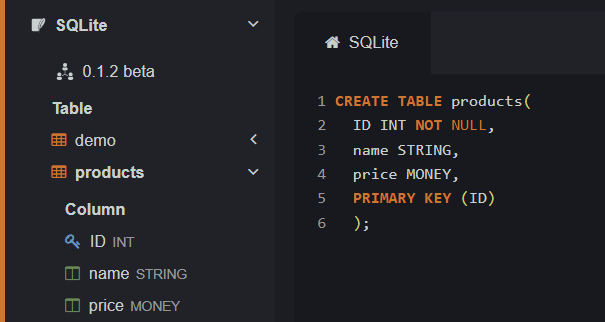 SQLite
0.1.2 beta
Table
demo
products
Column
ID INT
name STRING
price MONEY
SQLite
1 CREATE TABLE products(
2 ID INT NOT NULL,
3 name STRING,
4 price MONEY,
5 PRIMARY KEY (ID)
6 );